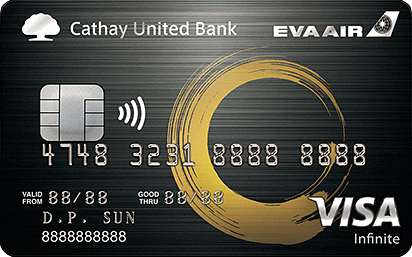 Cathay United Bank EVA AIR
4748 3231 8888 8888
VALID FROM 88/88 GOOD THRU 88/88
D.P. SUN
8888888888
VISA
Infinite